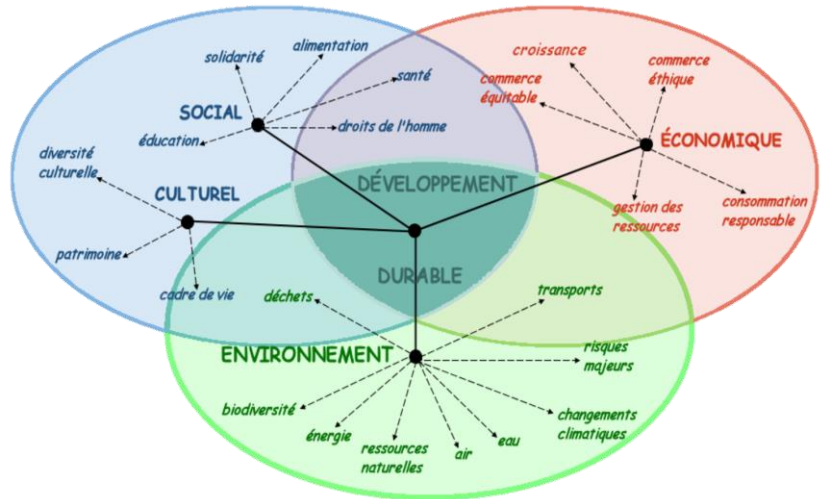 solidarité
alimentation
santé
SOCIAL
éducation
droits de l'homme
croissance
commerce
équitable
commerce
éthique
ÉCONOMIQUE
gestion des
ressources
consommation
responsable
diversité
culturelle
CULTUREL
patrimoine
cadre de vie
DÉVELOPPEMENT
DURABLE
déchets
transports
ENVIRONNEMENT
risques
majeurs
biodiversité
énergie
ressources
naturelles
air
eau
changements
climatiques